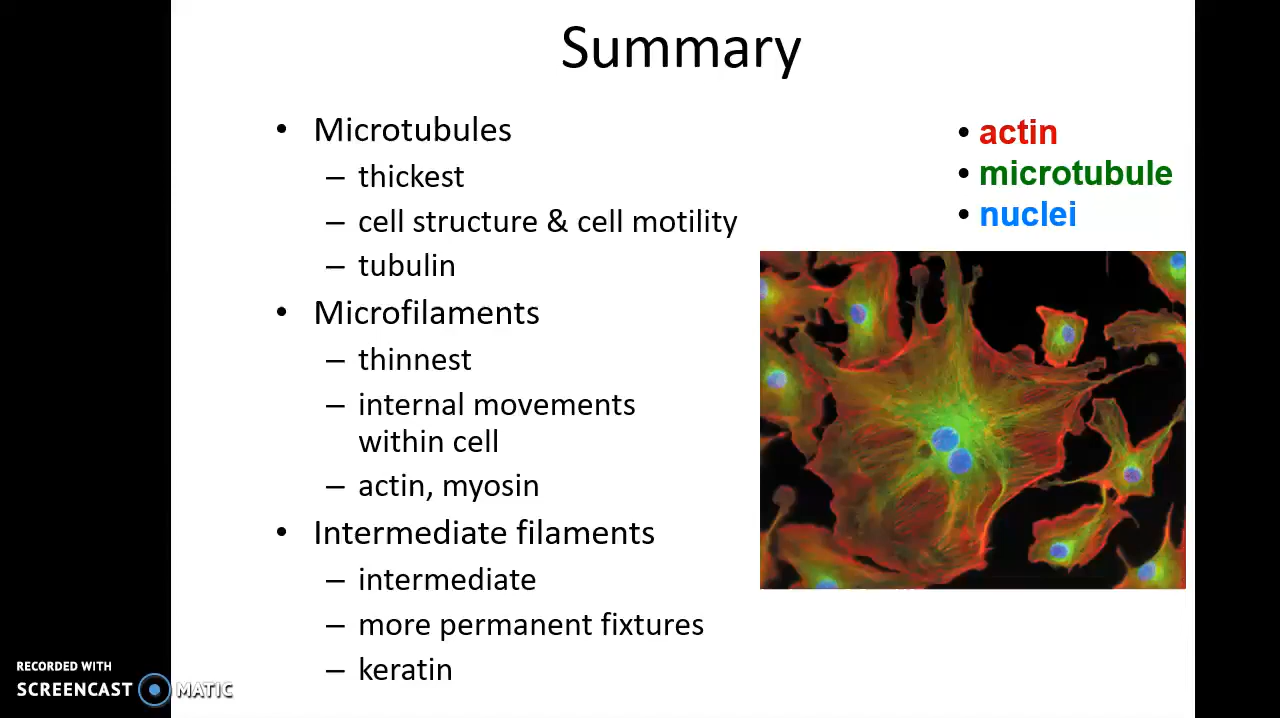 Summary
• Microtubules
– thickest
– cell structure & cell motility
– tubulin
• Microfilaments
– thinnest
– internal movements
within cell
– actin, myosin
• Intermediate filaments
– intermediate
– more permanent fixtures
– keratin
• actin
• microtubule
• nuclei
RECORDED WITH
SCREENCAST MATIC